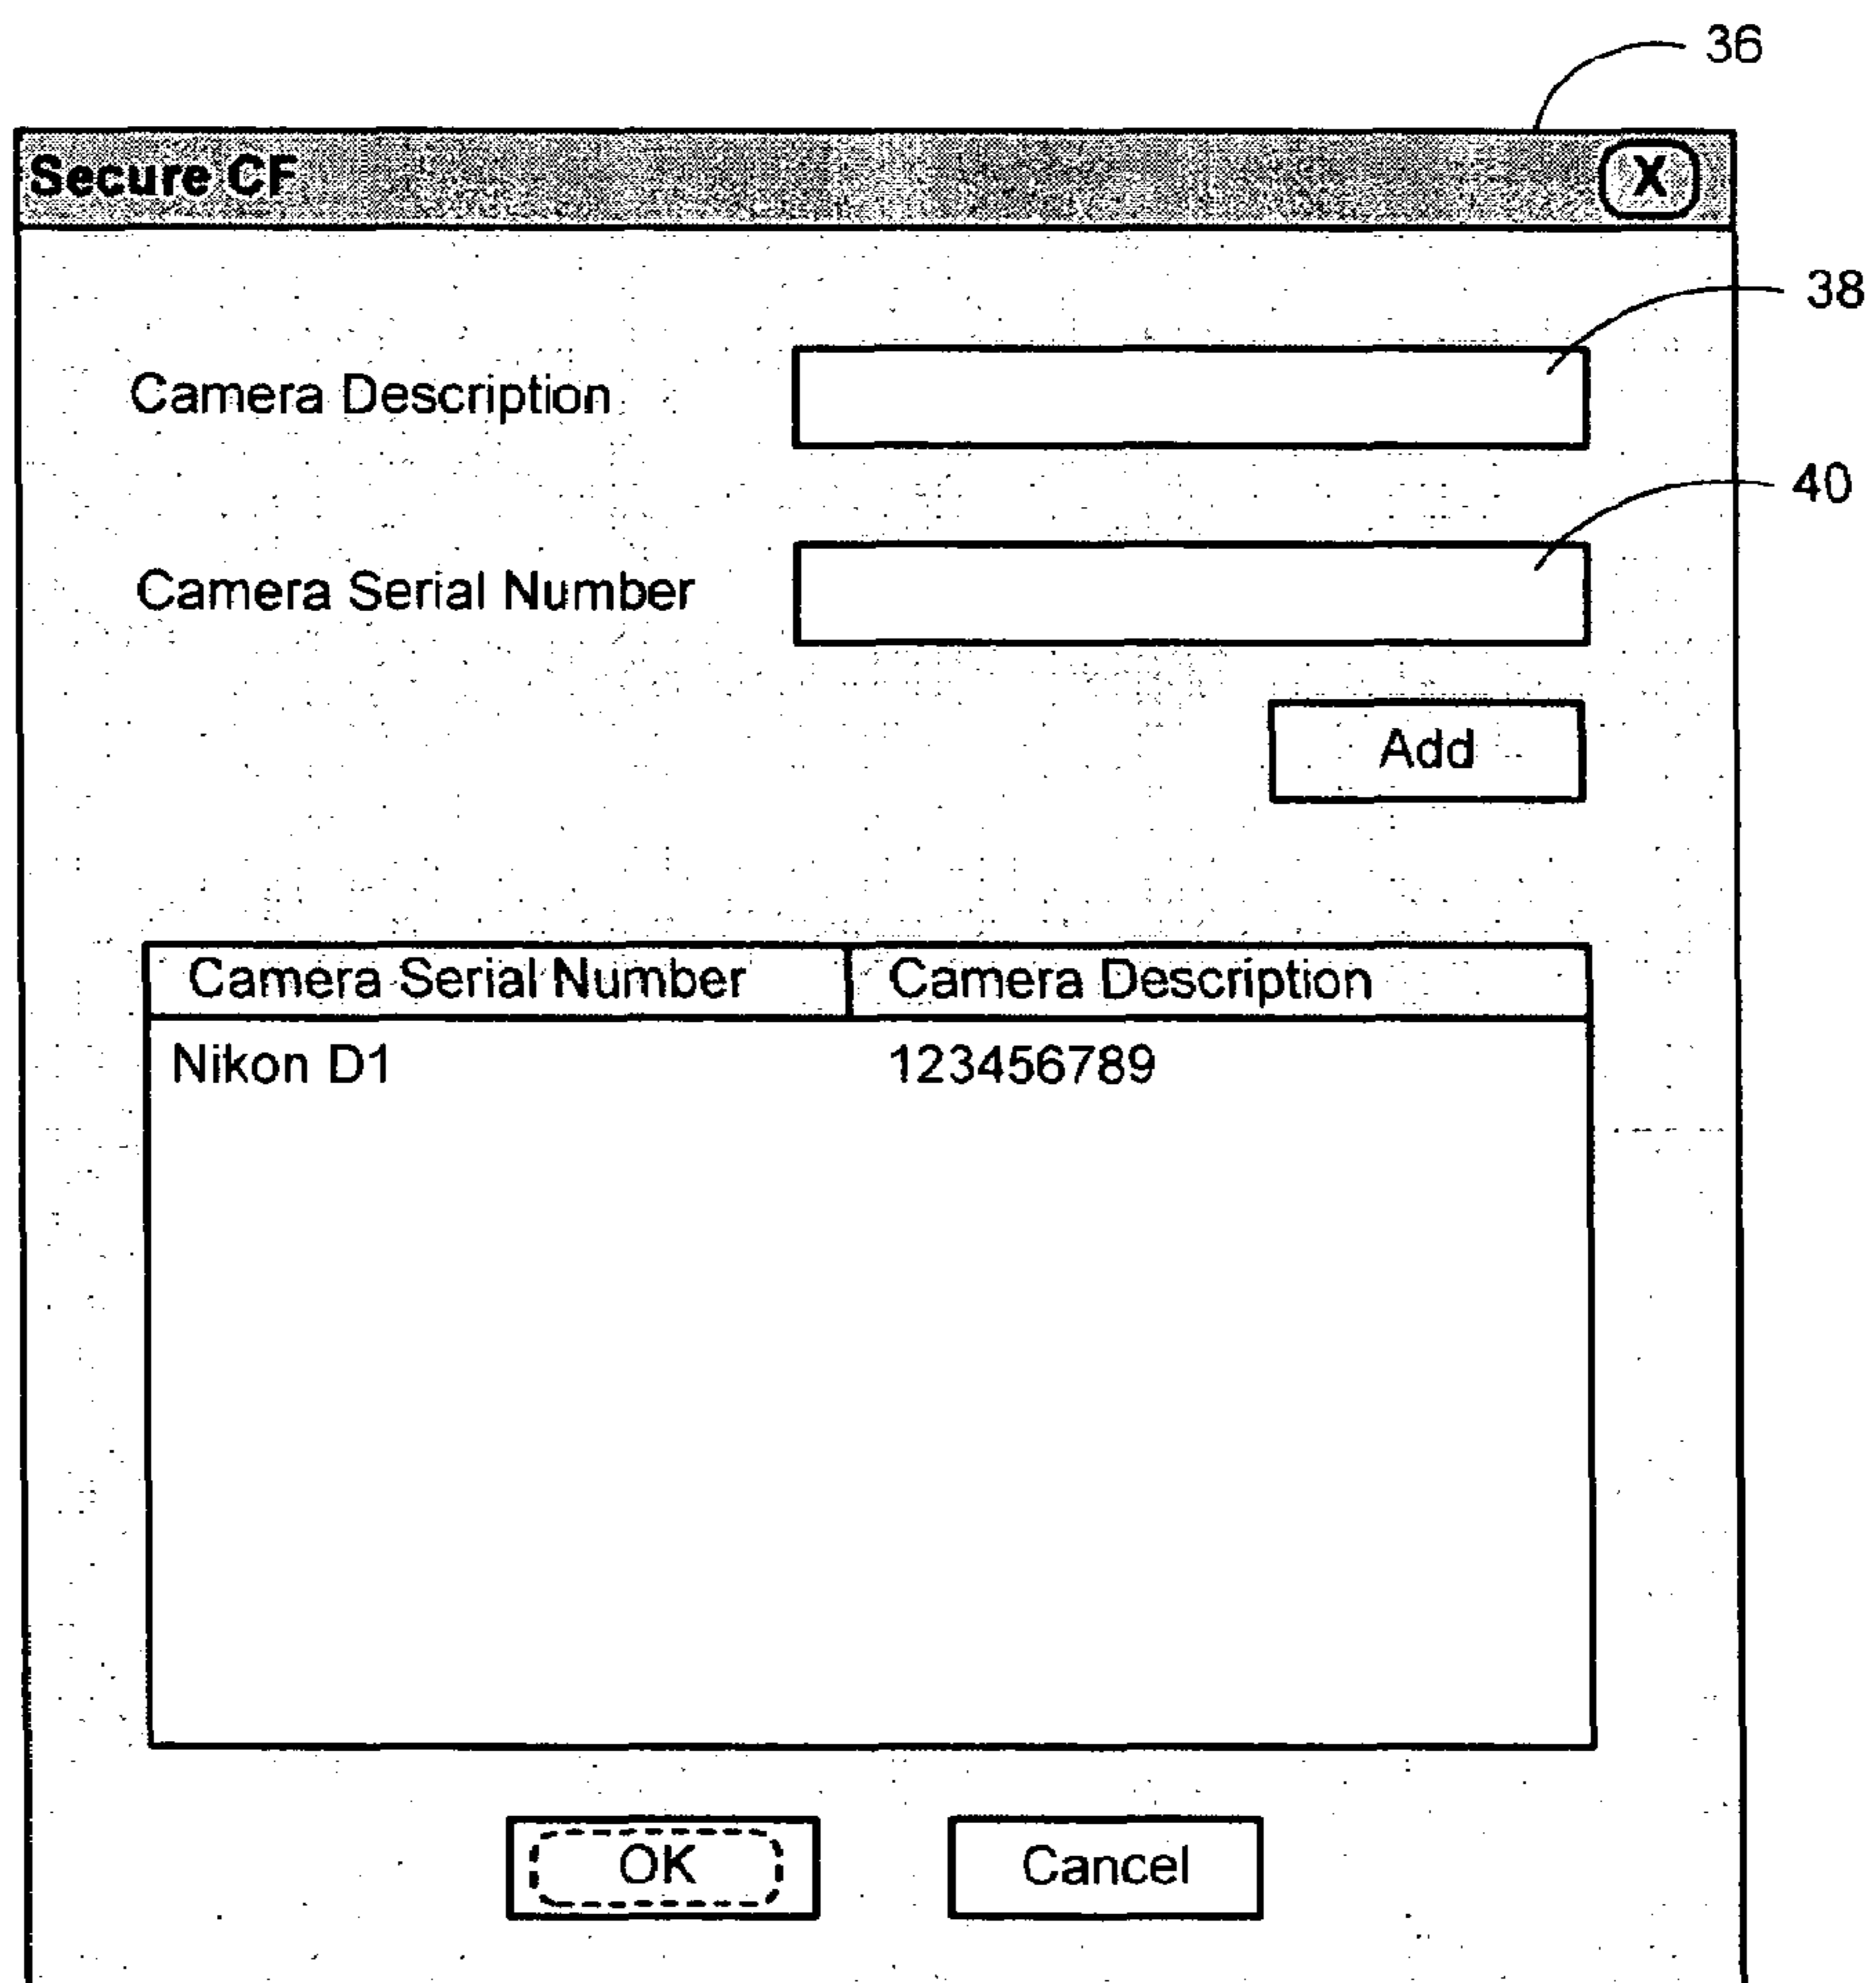 36
Secure CF X
38
Camera Description
40
Camera Serial Number
Add
Camera Serial Number Camera Description
Nikon D1 123456789
OK Cancel